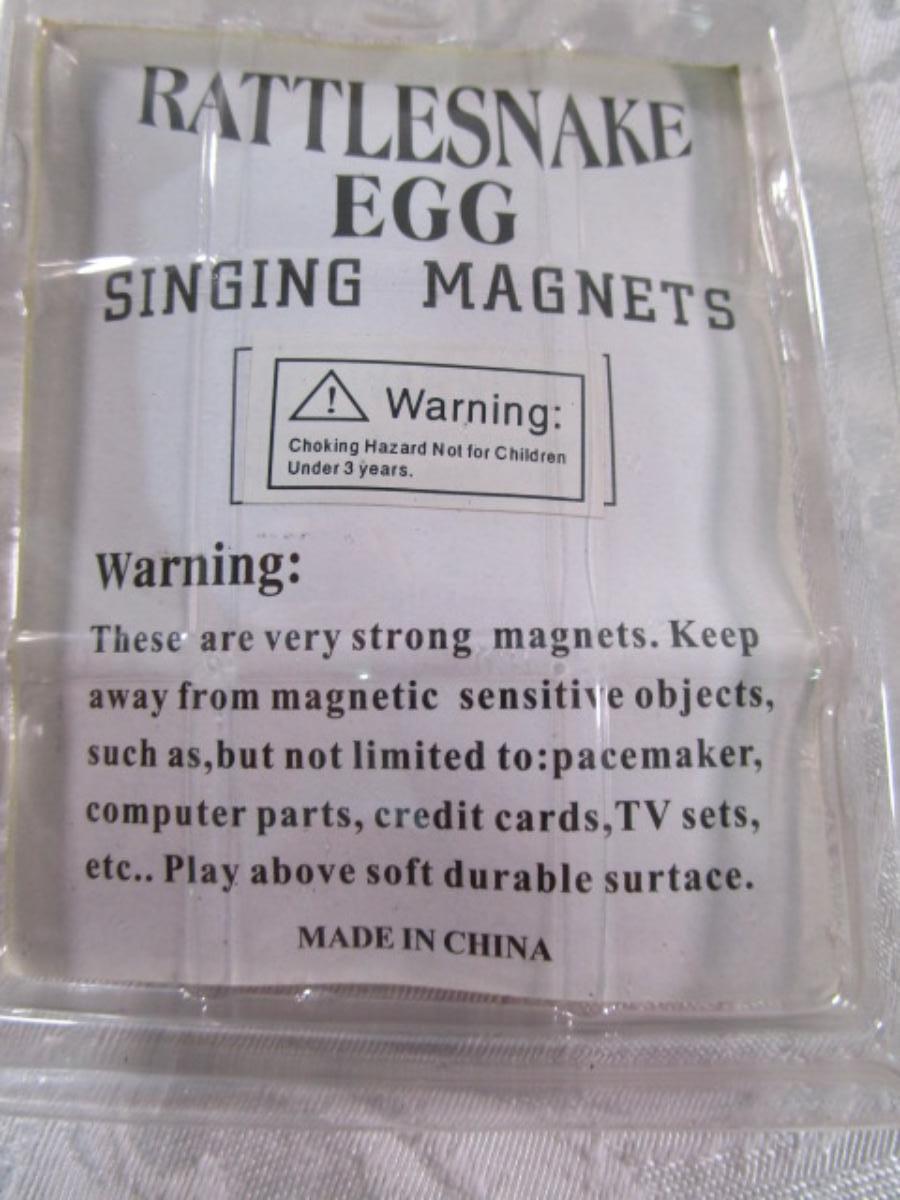 RATTLESNAKE
EGG
SINGING MAGNETS
Warning:
Choking Hazard Not for Children
Under 3 years.
Warning:
These are very strong magnets. Keep
away from magnetic sensitive objects,
such as,but not limited to:pacemaker,
computer parts, credit cards,TV sets,
etc.. Play above soft durable surtace.
MADE IN CHINA